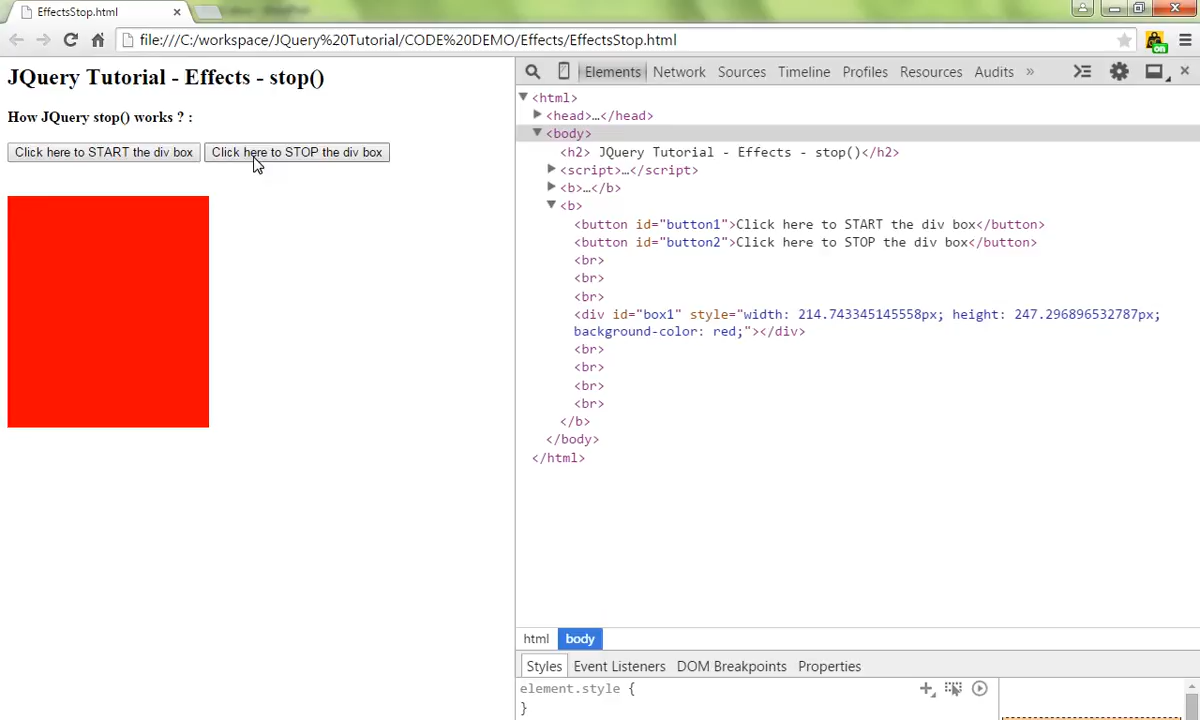 EffectsStop.html
file:///C:/workspace/JQuery%20Tutorial/CODE%20DEMO/Effects/EffectsStop.html
on
JQuery Tutorial - Effects - stop()
How JQuery stop() works ? :
Click here to START the div box
Click here to STOP the div box
Elements Network Sources Timeline Profiles Resources Audits »
<html>
<head>…</head>
<body>
<h2> JQuery Tutorial - Effects - stop()</h2>
<script>…</script>
<b>…</b>
<b>
<button id="button1">Click here to START the div box</button>
<button id="button2">Click here to STOP the div box</button>
<br>
<br>
<br>
<div id="box1" style="width: 214.743345145558px; height: 247.296896532787px;
background-color: red;"></div>
<br>
<br>
<br>
<br>
</b>
</body>
</html>
html body
Styles Event Listeners DOM Breakpoints Properties
element.style {
}